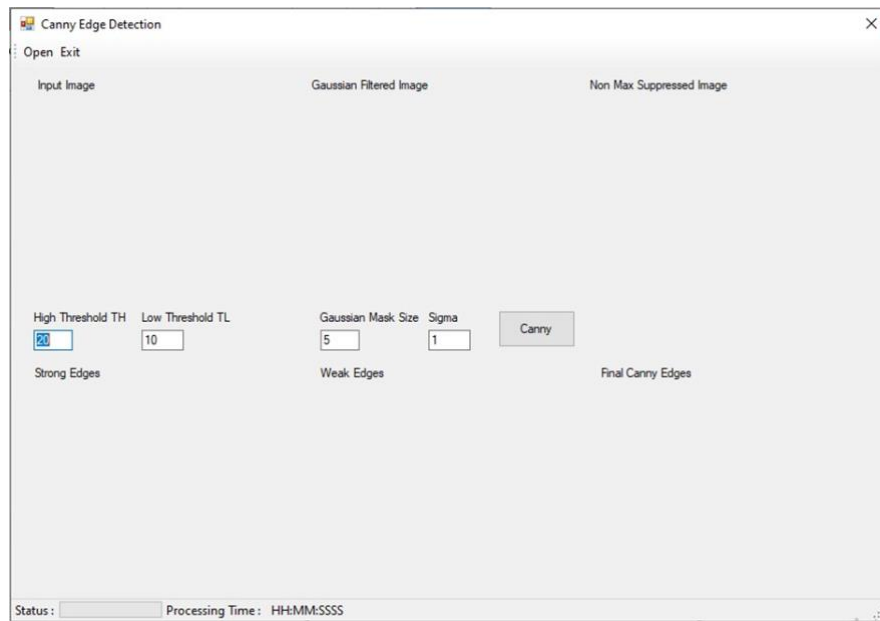 Canny Edge Detection
Open Exit
Input Image Gaussian Filtered Image Non Max Suppressed Image
High Threshold TH Low Threshold TL Gaussian Mask Size Sigma
20 10 5 1 Canny
Strong Edges Weak Edges Final Canny Edges
Status : Processing Time : HH:MM:SSSS